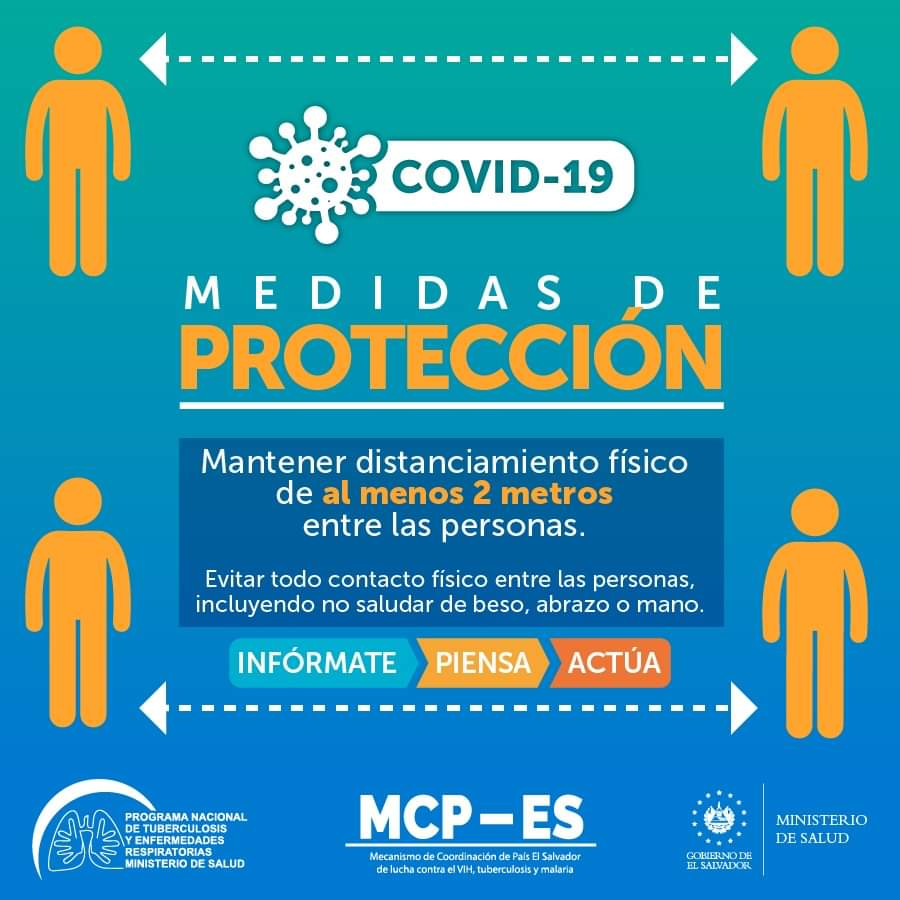 COVID-19
MEDIDAS DE
PROTECCIÓN
Mantener distanciamiento físico
de al menos 2 metros
entre las personas.
Evitar todo contacto físico entre las personas,
incluyendo no saludar de beso, abrazo o mano.
INFÓRMATE PIENSA ACTÚA
PROGRAMA NACIONAL
DE TUBERCULOSIS
Y ENFERMEDADES
RESPIRATORIAS
MINISTERIO DE SALUD
MCP-ES
Mecanismo de Coordinación de País El Salvador
de lucha contra el VIH, tuberculosis y malaria
GOBIERNO DE
EL SALVADOR
MINISTERIO
DE SALUD